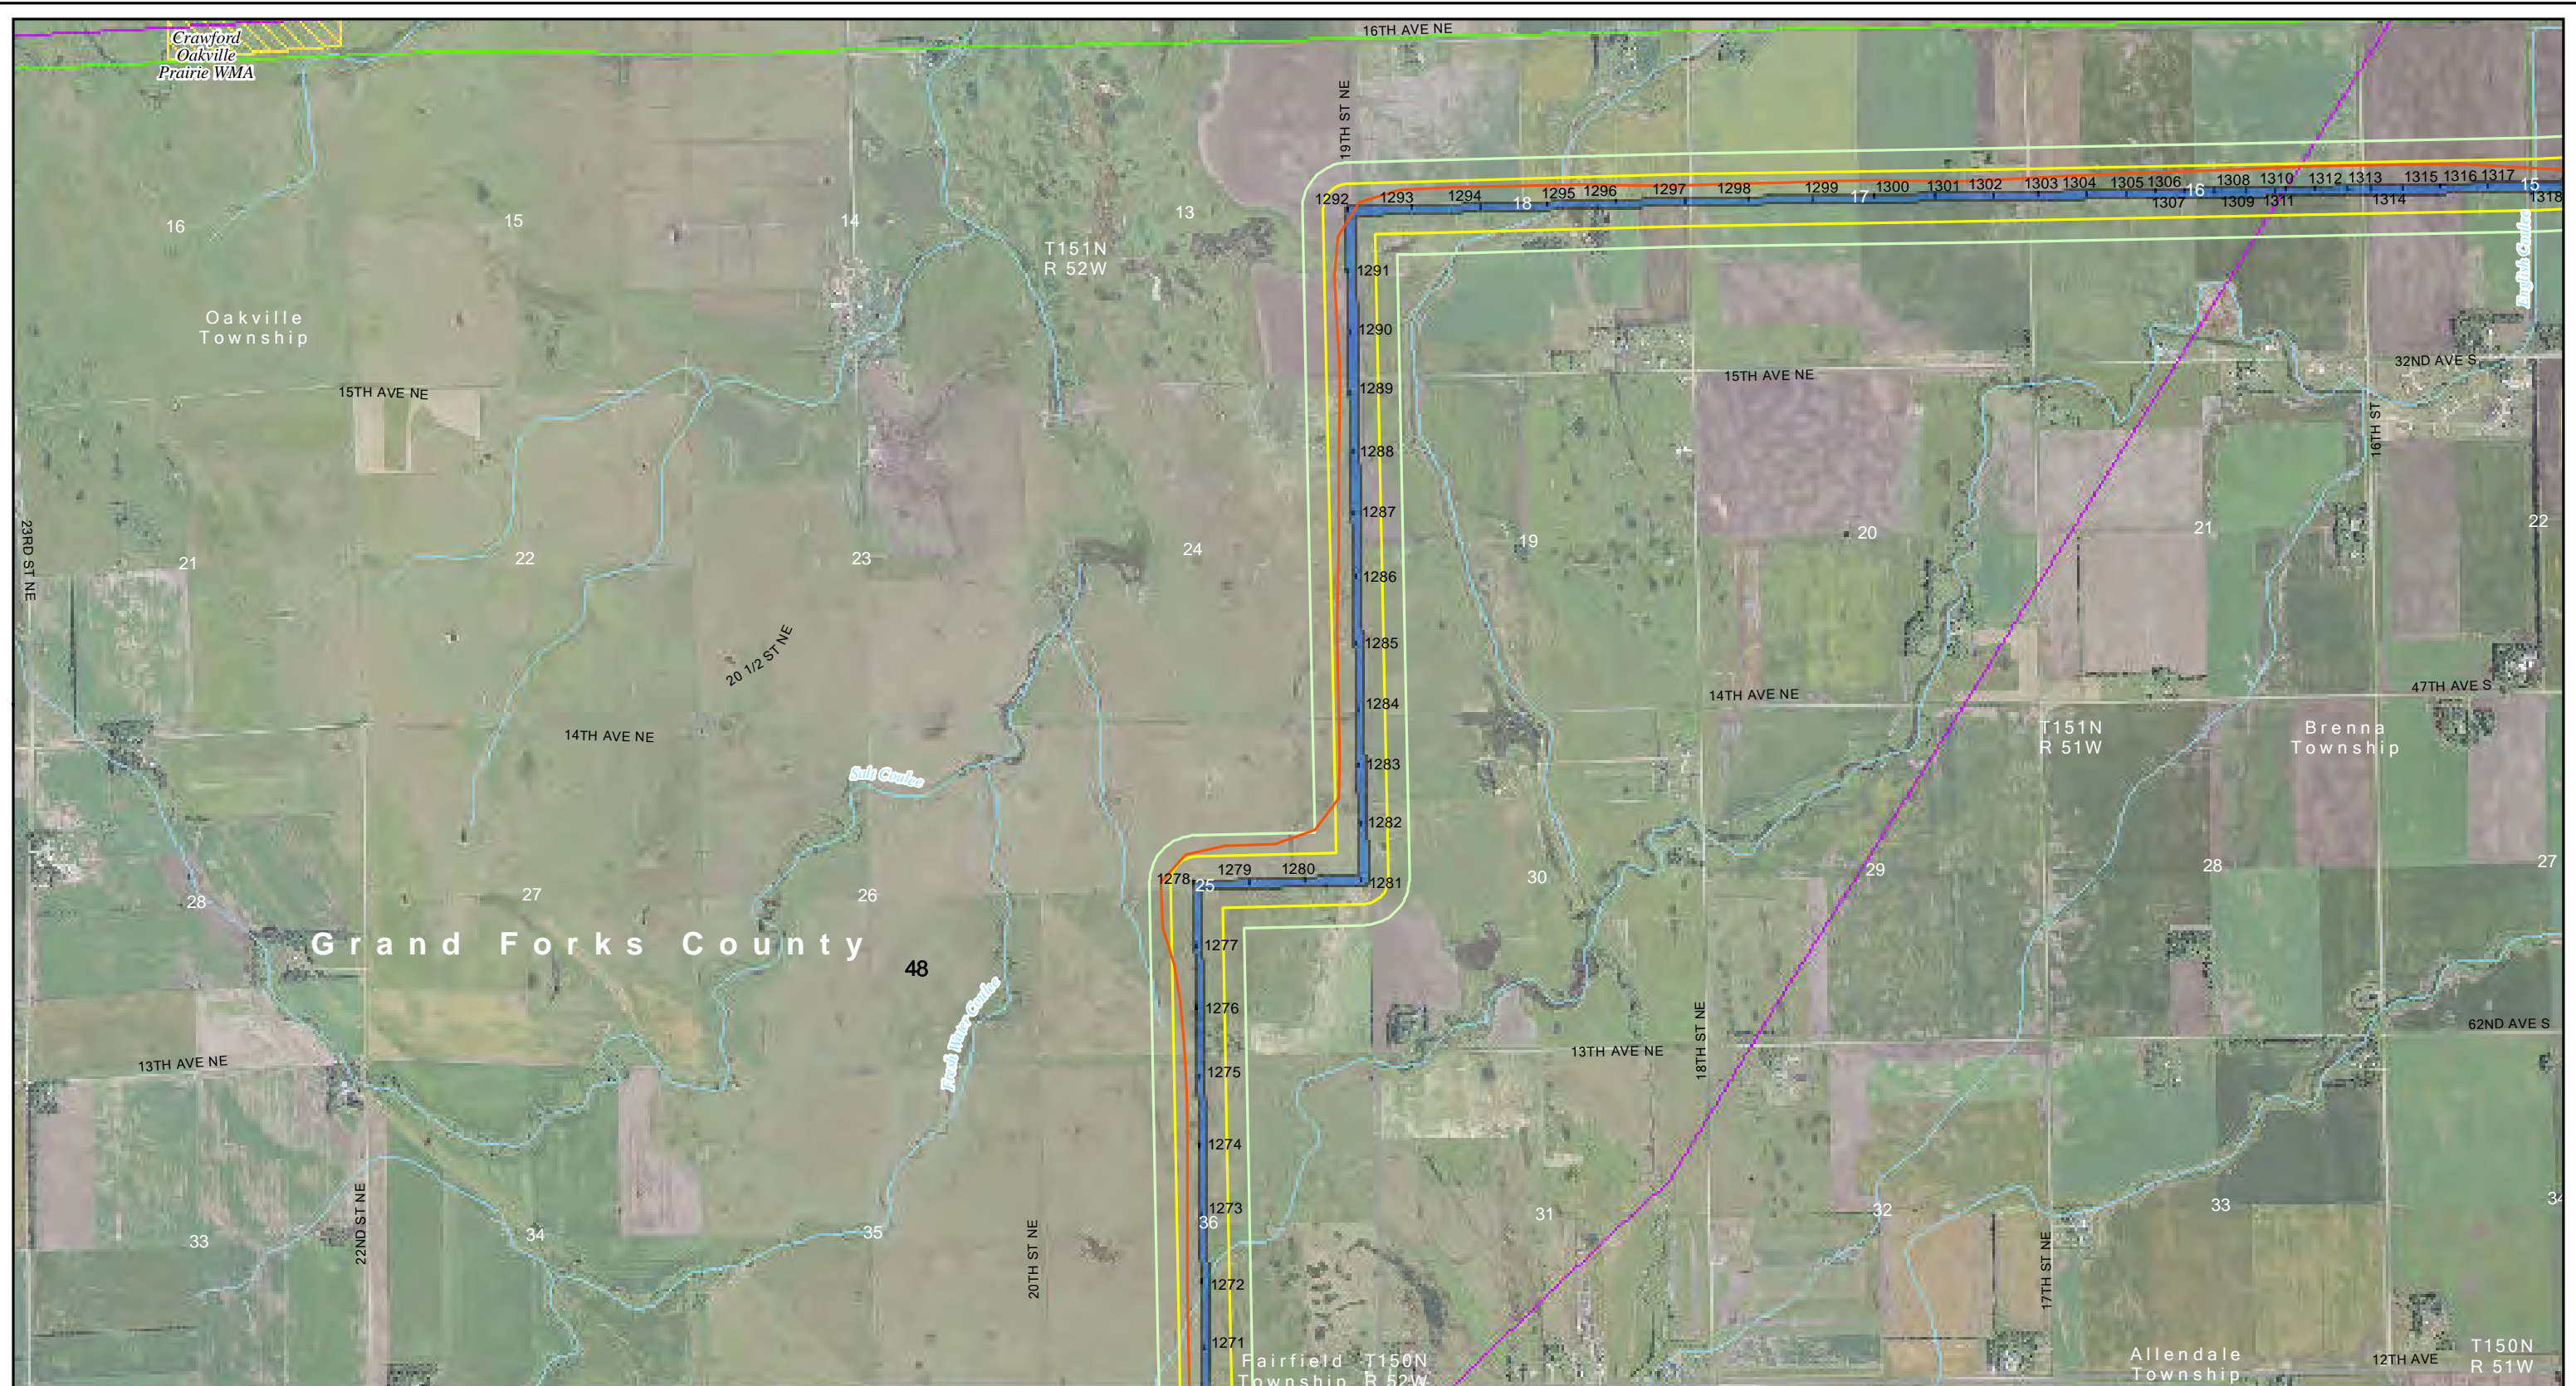 16TH AVE NE
Crawford
Oakville
Prairie WMA
19TH ST NE
1292
1293
1294
1295
1296
1297
1298
1299
1300
1301
1302
1303
1304
1305
1306
1308
1310
1312
1313
1315
1316
1317
1307
1309
1311
1314
1318
16
15
14
13
18
17
16
15
English Coulee
T151N
R 52W
1291
Oakville
Township
1290
32ND AVE S
15TH AVE NE
1289
15TH AVE NE
16TH ST
1288
1287
23RD ST NE
21
22
23
24
19
20
21
22
1286
20 1/2 ST NE
1285
1284
14TH AVE NE
47TH AVE S
14TH AVE NE
T151N
R 51W
Brenna
Township
1283
Salt Coulee
1282
1278
1279
1280
1281
28
27
26
25
30
29
28
27
Grand Forks County
48
1277
Fresh Water Coulee
1276
18TH ST NE
62ND AVE S
13TH AVE NE
13TH AVE NE
1275
1274
1273
22ND ST NE
33
34
35
36
31
32
33
34
20TH ST NE
17TH ST NE
1272
1271
Fairfield
Township
T150N
R 52W
Allendale
Township
12TH AVE
T150N
R 51W